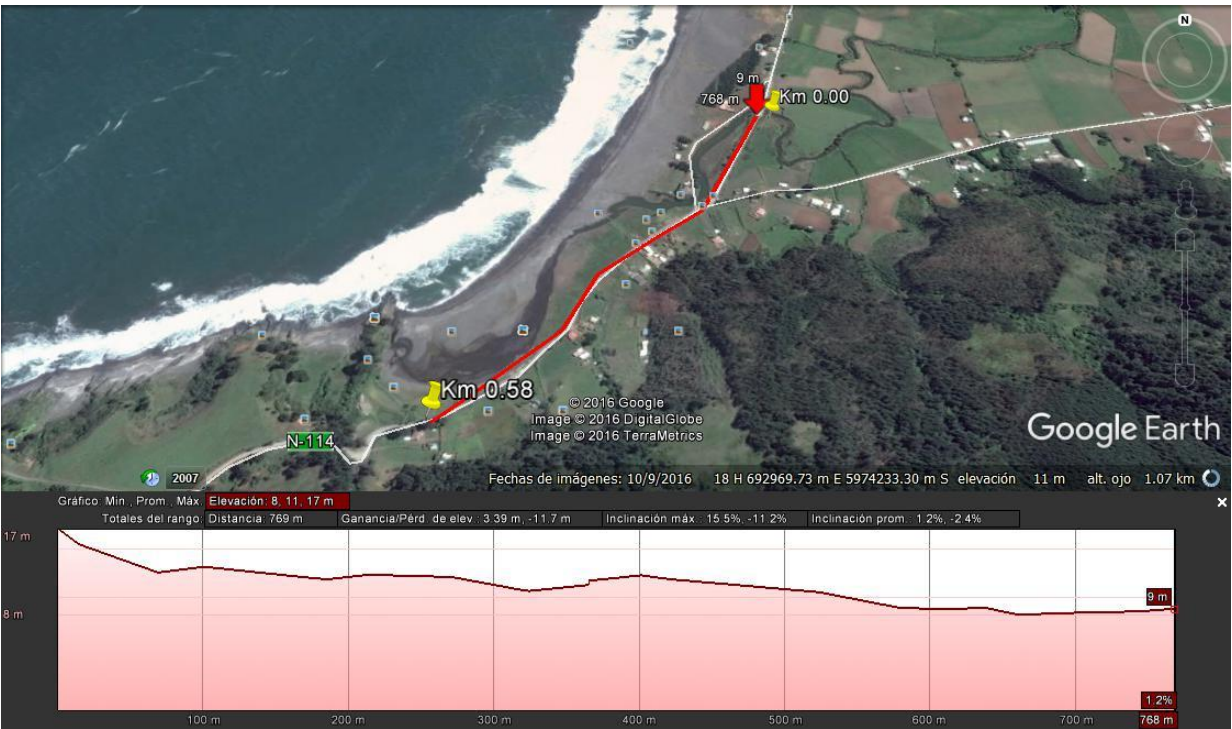 N
9 m
768 m
Km 0.00
Km 0.58
N-114
© 2016 Google
Image © 2016 DigitalGlobe
Image © 2016 TerraMetrics
Google Earth
2007
Fechas de imágenes: 10/9/2016 18 H 692969.73 m E 5974233.30 m S elevación 11 m alt. ojo 1.07 km
Gráfico: Mín., Prom., Máx. Elevación: 8, 11, 17 m
Totales del rango: Distancia: 769 m Ganancia/Pérd. de elev.: 3.39 m, -11.7 m Inclinación máx.: 15.5%, -11.2% Inclinación prom.: 1.2%, -2.4%
17 m
9 m
8 m
1.2%
100 m 200 m 300 m 400 m 500 m 600 m 700 m 768 m